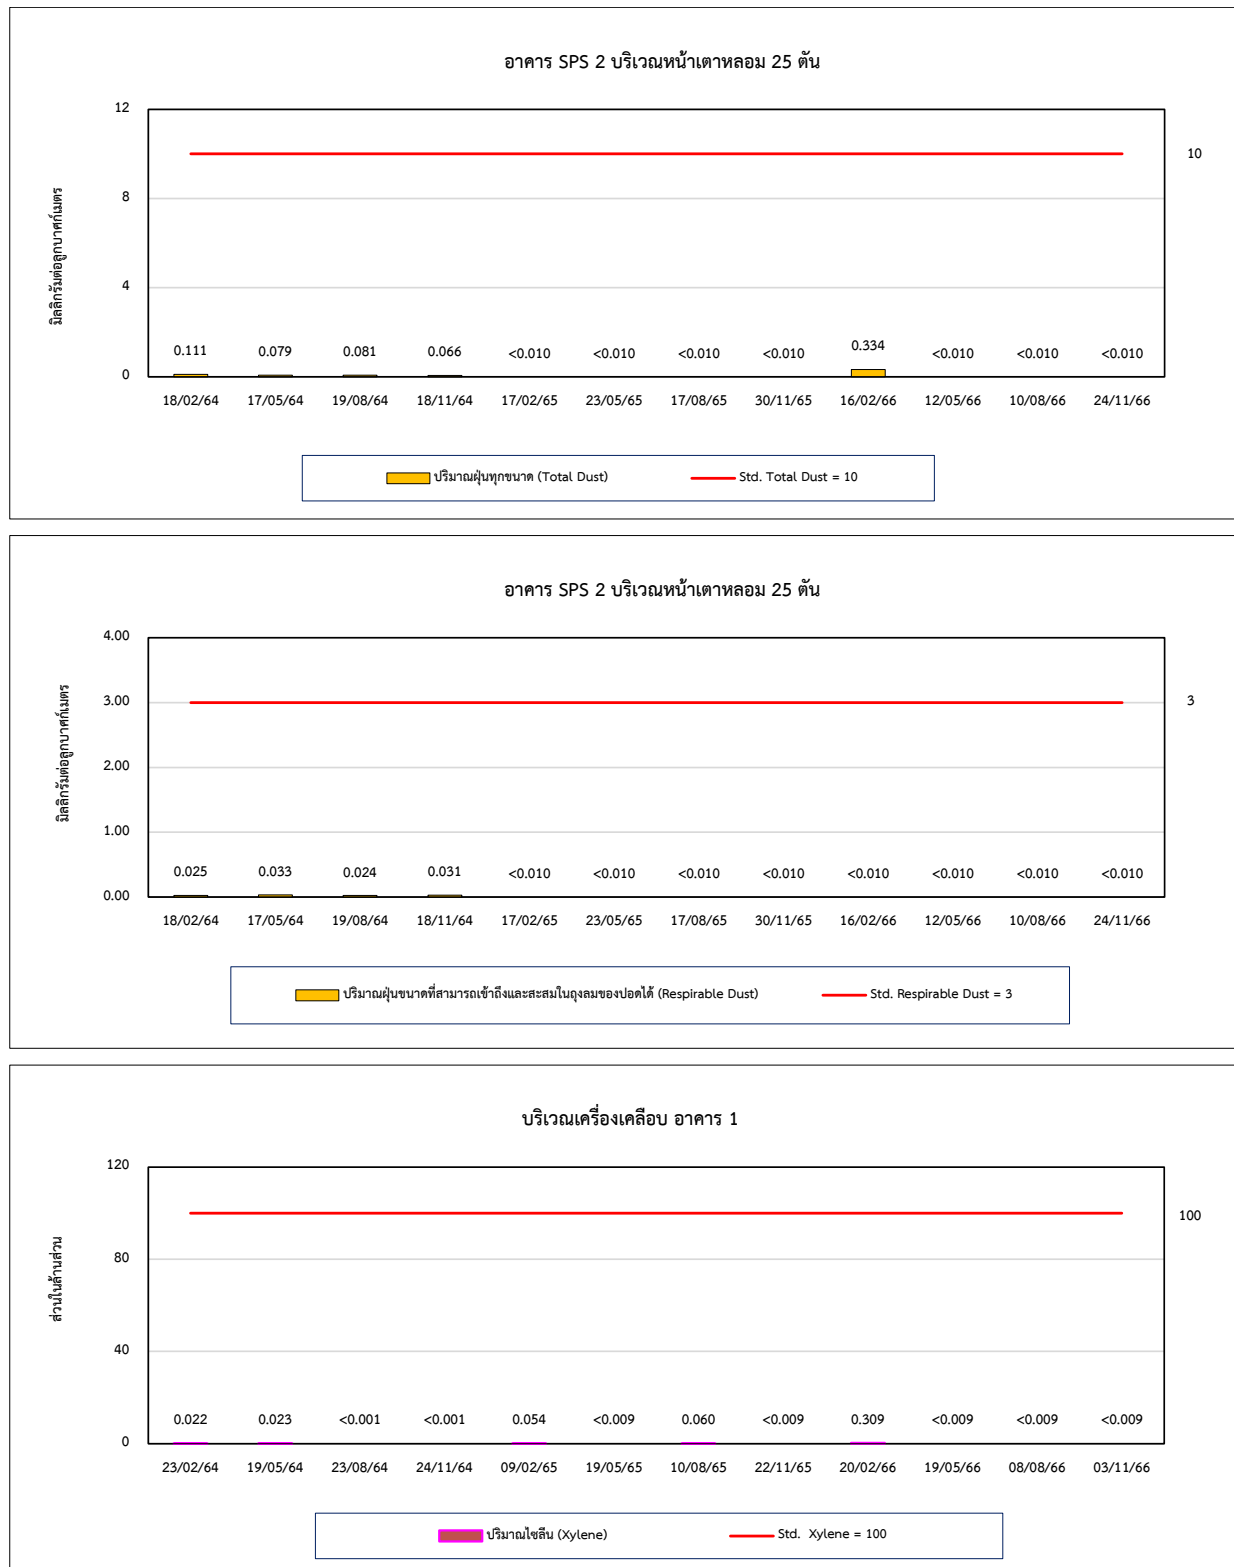 อาคาร SPS 2 บริเวณหน้าเตาหลอม 25 ตัน
มิลลิกรัมต่อลูกบาศก์เมตร
12
10
8
4
0
0.111 0.079 0.081 0.066 <0.010 <0.010 <0.010 <0.010 0.334 <0.010 <0.010 <0.010
18/02/64 17/05/64 19/08/64 18/11/64 17/02/65 23/05/65 17/08/65 30/11/65 16/02/66 12/05/66 10/08/66 24/11/66
ปริมาณฝุ่นทุกขนาด (Total Dust) Std. Total Dust = 10
อาคาร SPS 2 บริเวณหน้าเตาหลอม 25 ตัน
มิลลิกรัมต่อลูกบาศก์เมตร
4.00
3.00 3
2.00
1.00
0.00
0.025 0.033 0.024 0.031 <0.010 <0.010 <0.010 <0.010 <0.010 <0.010 <0.010 <0.010
18/02/64 17/05/64 19/08/64 18/11/64 17/02/65 23/05/65 17/08/65 30/11/65 16/02/66 12/05/66 10/08/66 24/11/66
ปริมาณฝุ่นขนาดที่สามารถเข้าถึงและสะสมในถุงลมของปอดได้ (Respirable Dust) Std. Respirable Dust = 3
บริเวณเครื่องเคลือบ อาคาร 1
ส่วนในล้านส่วน
120
100
80
40
0
0.022 0.023 <0.001 <0.001 0.054 <0.009 0.060 <0.009 0.309 <0.009 <0.009 <0.009
23/02/64 19/05/64 23/08/64 24/11/64 09/02/65 19/05/65 10/08/65 22/11/65 20/02/66 19/05/66 08/08/66 03/11/66
ปริมาณไซลีน (Xylene) Std. Xylene = 100